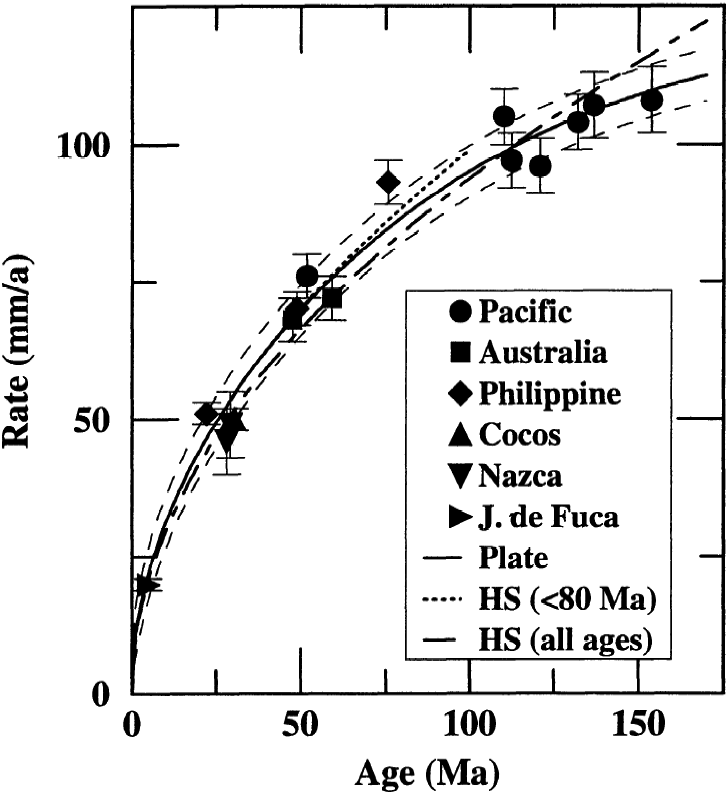 100
50
0
Rate (mm/a)
0
50
100
150
Age (Ma)
Pacific
Australia
Philippine
Cocos
Nazca
J. de Fuca
Plate
HS (<80 Ma)
HS (all ages)